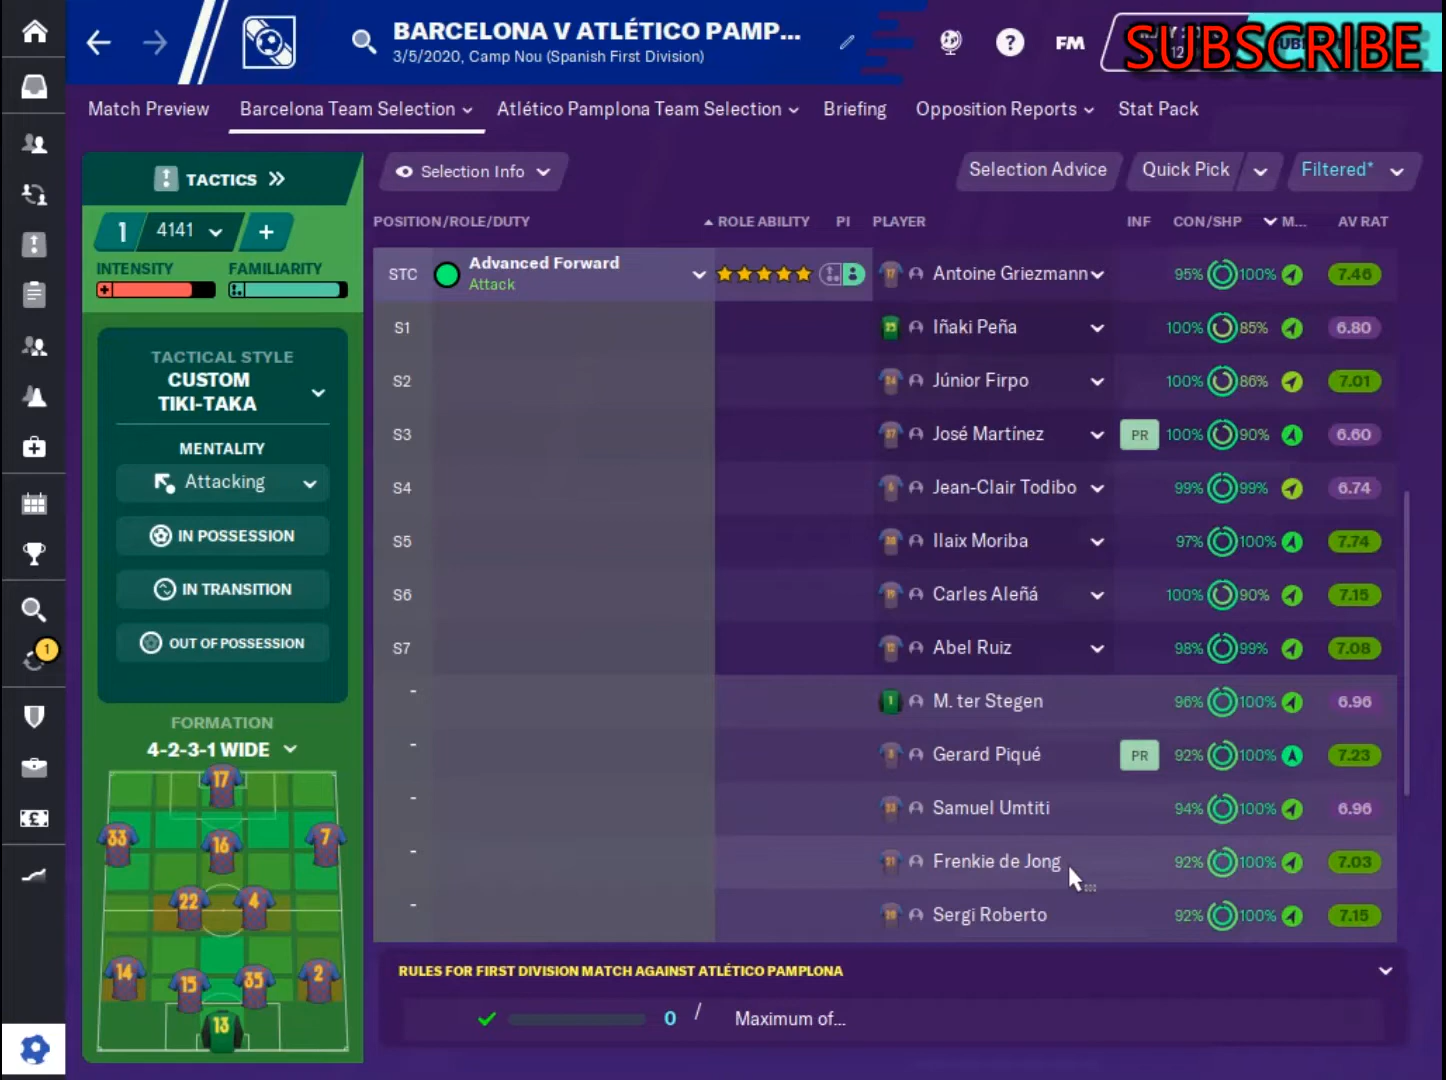 BARCELONA V ATLÉTICO PAMP...
3/5/2020, Camp Nou (Spanish First Division)
?
FM
SUBSCRIBE
Match Preview
Barcelona Team Selection
Atlético Pamplona Team Selection
Briefing
Opposition Reports
Stat Pack
TACTICS
1
4141
+
INTENSITY
FAMILIARITY
TACTICAL STYLE
CUSTOM
TIKI-TAKA
MENTALITY
Attacking
IN POSSESSION
IN TRANSITION
OUT OF POSSESSION
FORMATION
4-2-3-1 WIDE
17
33
16
7
22
4
14
15
35
2
13
1
Selection Info
Selection Advice
Quick Pick
Filtered*
POSITION/ROLE/DUTY ROLE ABILITY PI PLAYER INF CON/SHP M... AV RAT
STC Advanced Forward Attack 17 Antoine Griezmann 95% 100% 7.46
S1 Iñaki Peña 100% 85% 6.80
S2 Júnior Firpo 100% 86% 7.01
S3 José Martínez PR 100% 90% 6.60
S4 Jean-Clair Todibo 99% 99% 6.74
S5 Ilaix Moriba 97% 100% 7.74
S6 Carles Aleñá 100% 90% 7.15
S7 Abel Ruiz 98% 99% 7.08
- 1 M. ter Stegen 96% 100% 6.96
- Gerard Piqué PR 92% 100% 7.23
- Samuel Umtiti 94% 100% 6.96
- Frenkie de Jong 92% 100% 7.03
- Sergi Roberto 92% 100% 7.15
RULES FOR FIRST DIVISION MATCH AGAINST ATLÉTICO PAMPLONA
0 / Maximum of...